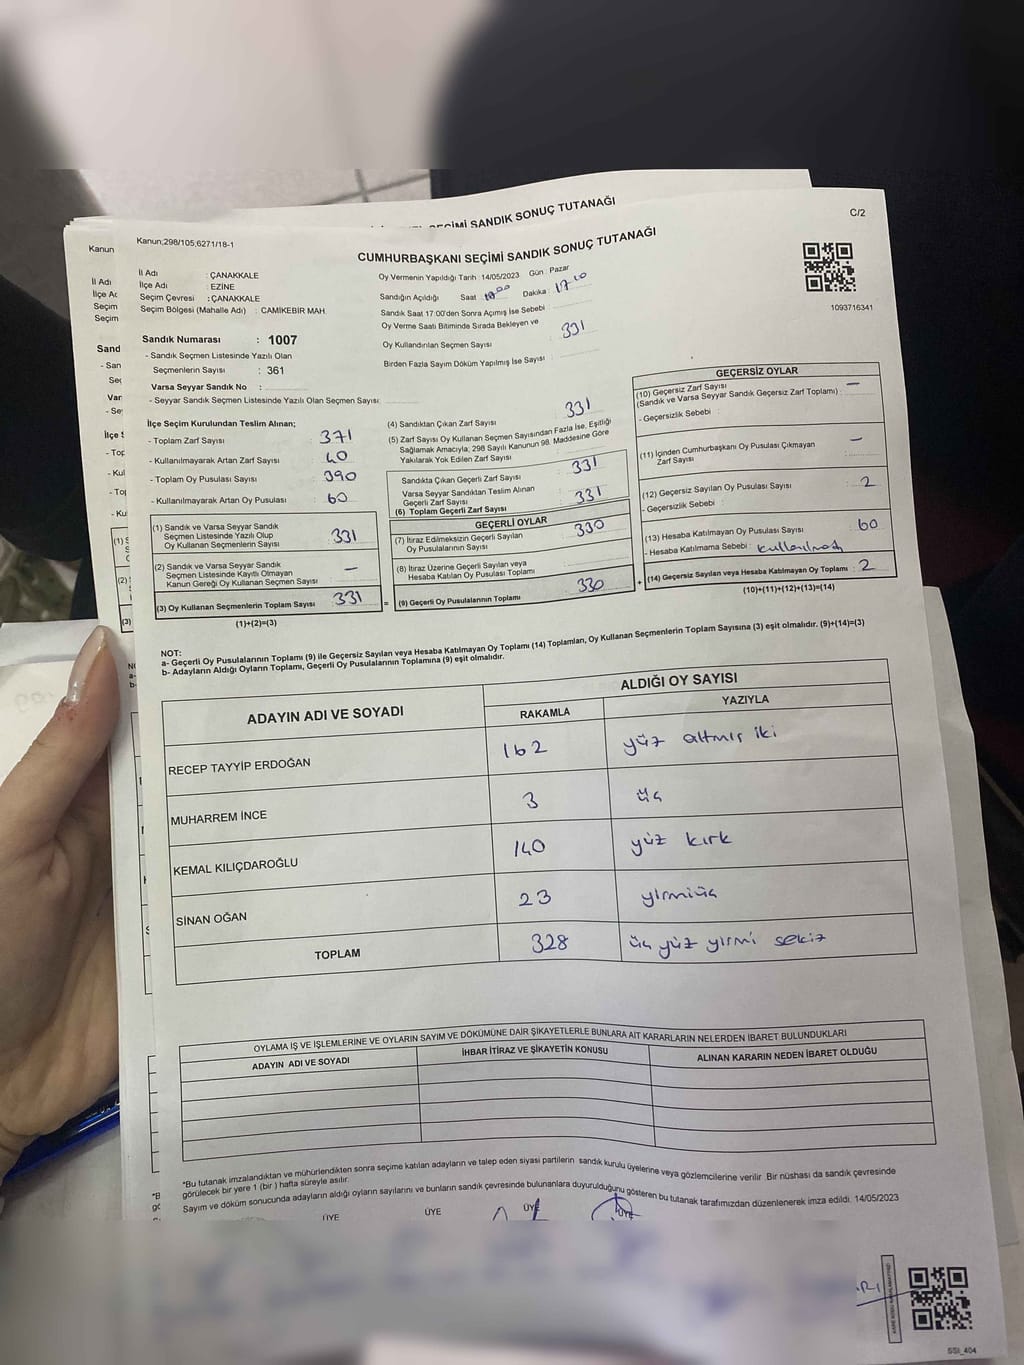 ÇİMİ SANDIK SONUÇ TUTANAĞI
Kanun
Kanun;298/105,6271/18-1
C/2
CUMHURBAŞKANI SEÇİMİ SANDIK SONUÇ TUTANAĞI
İl Adı : ÇANAKKALE
İlçe Adı : EZİNE
Seçim Çevresi : ÇANAKKALE
Seçim Bölgesi (Mahalle Adı) : CAMİKEBİR MAH.
Oy Vermenin Yapıldığı Tarih : 14/05/2023 Gün : Pazar
Sandığın Açıldığı Saat Dakika : 17 10
Sandık Saat 17:00'den Sonra Açılmış İse Sebebi :
Oy Verme Saati Bitiminde Sırada Bekleyen ve
Oy Kullandırılan Seçmen Sayısı : 331
Birden Fazla Sayım Döküm Yapılmış İse Sayısı :
1093716341
Sandık Numarası : 1007
- Sandık Seçmen Listesinde Yazılı Olan
Seçmenlerin Sayısı : 361
Varsa Seyyar Sandık No :
- Seyyar Sandık Seçmen Listesinde Yazılı Olan Seçmen Sayısı:
İlçe Seçim Kurulundan Teslim Alınan;
- Toplam Zarf Sayısı : 371
- Kullanılmayarak Artan Zarf Sayısı : 40
- Toplam Oy Pusulası Sayısı : 390
- Kullanılmayarak Artan Oy Pusulası : 60
(1) Sandık ve Varsa Seyyar Sandık
Seçmen Listesinde Yazılı Olup
Oy Kullanan Seçmenlerin Sayısı : 331
(2) Sandık ve Varsa Seyyar Sandık
Seçmen Listesinde Kayıtlı Olmayan
Kanun Gereği Oy Kullanan Seçmen Sayısı : —
(3) Oy Kullanan Seçmenlerin Toplam Sayısı : 331
(1)+(2)=(3)
(4) Sandıktan Çıkan Zarf Sayısı : 331
(5) Zarf Sayısı Oy Kullanan Seçmen Sayısından Fazla İse, Eşitliği
Sağlamak Amacıyla; 298 Sayılı Kanunun 98. Maddesine Göre
Yakılarak Yok Edilen Zarf Sayısı
Sandıkta Çıkan Geçerli Zarf Sayısı : 331
Varsa Seyyar Sandıktan Teslim Alınan
Geçerli Zarf Sayısı
(6) Toplam Geçerli Zarf Sayısı : 331
GEÇERLİ OYLAR
(7) İtiraz Edilmeksizin Geçerli Sayılan
Oy Pusulalarının Sayısı : 330
(8) İtiraz Üzerine Geçerli Sayılan veya
Hesaba Katılan Oy Pusulası Toplamı
= (9) Geçerli Oy Pusulalarının Toplamı : 330
GEÇERSİZ OYLAR
(10) Geçersiz Zarf Sayısı : —
(Sandık ve Varsa Seyyar Sandık Geçersiz Zarf Toplamı)
- Geçersizlik Sebebi :
(11) İçinden Cumhurbaşkanı Oy Pusulası Çıkmayan
Zarf Sayısı : —
(12) Geçersiz Sayılan Oy Pusulası Sayısı : 2
- Geçersizlik Sebebi :
(13) Hesaba Katılmayan Oy Pusulası Sayısı : 60
- Hesaba Katılmama Sebebi :
+ (14) Geçersiz Sayılan veya Hesaba Katılmayan Oy Toplamı : 2
(10)+(11)+(12)+(13)=(14)
NOT:
a- Geçerli Oy Pusulalarının Toplamı (9) ile Geçersiz Sayılan veya Hesaba Katılmayan Oy Toplamı (14) Toplamları, Oy Kullanan Seçmenlerin Toplam Sayısına (3) eşit olmalıdır. (9)+(14)=(3)
b- Adayların Aldığı Oyların Toplamı, Geçerli Oy Pusulalarının Toplamına (9) eşit olmalıdır.
ADAYIN ADI VE SOYADI
ALDIĞI OY SAYISI
RAKAMLA YAZIYLA
RECEP TAYYİP ERDOĞAN 162 yüz altmış iki
MUHARREM İNCE 3 üç
KEMAL KILIÇDAROĞLU 140 yüz kırk
SİNAN OĞAN 23 yirmiüç
TOPLAM 328 üç yüz yirmi sekiz
OYLAMA İŞ VE İŞLEMLERİNE VE OYLARIN SAYIM VE DÖKÜMÜNE DAİR ŞİKAYETLERLE BUNLARA AİT KARARLARIN NELERDEN İBARET BULUNDUKLARI
ADAYIN ADI VE SOYADI İHBAR İTİRAZ VE ŞİKAYETİN KONUSU ALINAN KARARIN NEDEN İBARET OLDUĞU
*Bu tutanak imzalandıktan ve mühürlendikten sonra seçime katılan adayların ve talep eden siyasi partilerin sandık kurulu üyelerine veya gözlemcilerine verilir. Bir nüshası da sandık çevresinde
görülecek bir yere 1 (bir ) hafta süreyle asılır.
Sayım ve döküm sonucunda adayların aldığı oyların sayılarını ve bunların sandık çevresinde bulunanlara duyurulduğunu gösteren bu tutanak tarafımızdan düzenlenerek imza edildi. 14/05/2023
ÜYE ÜYE ÜYE ÜYE
SSI_404